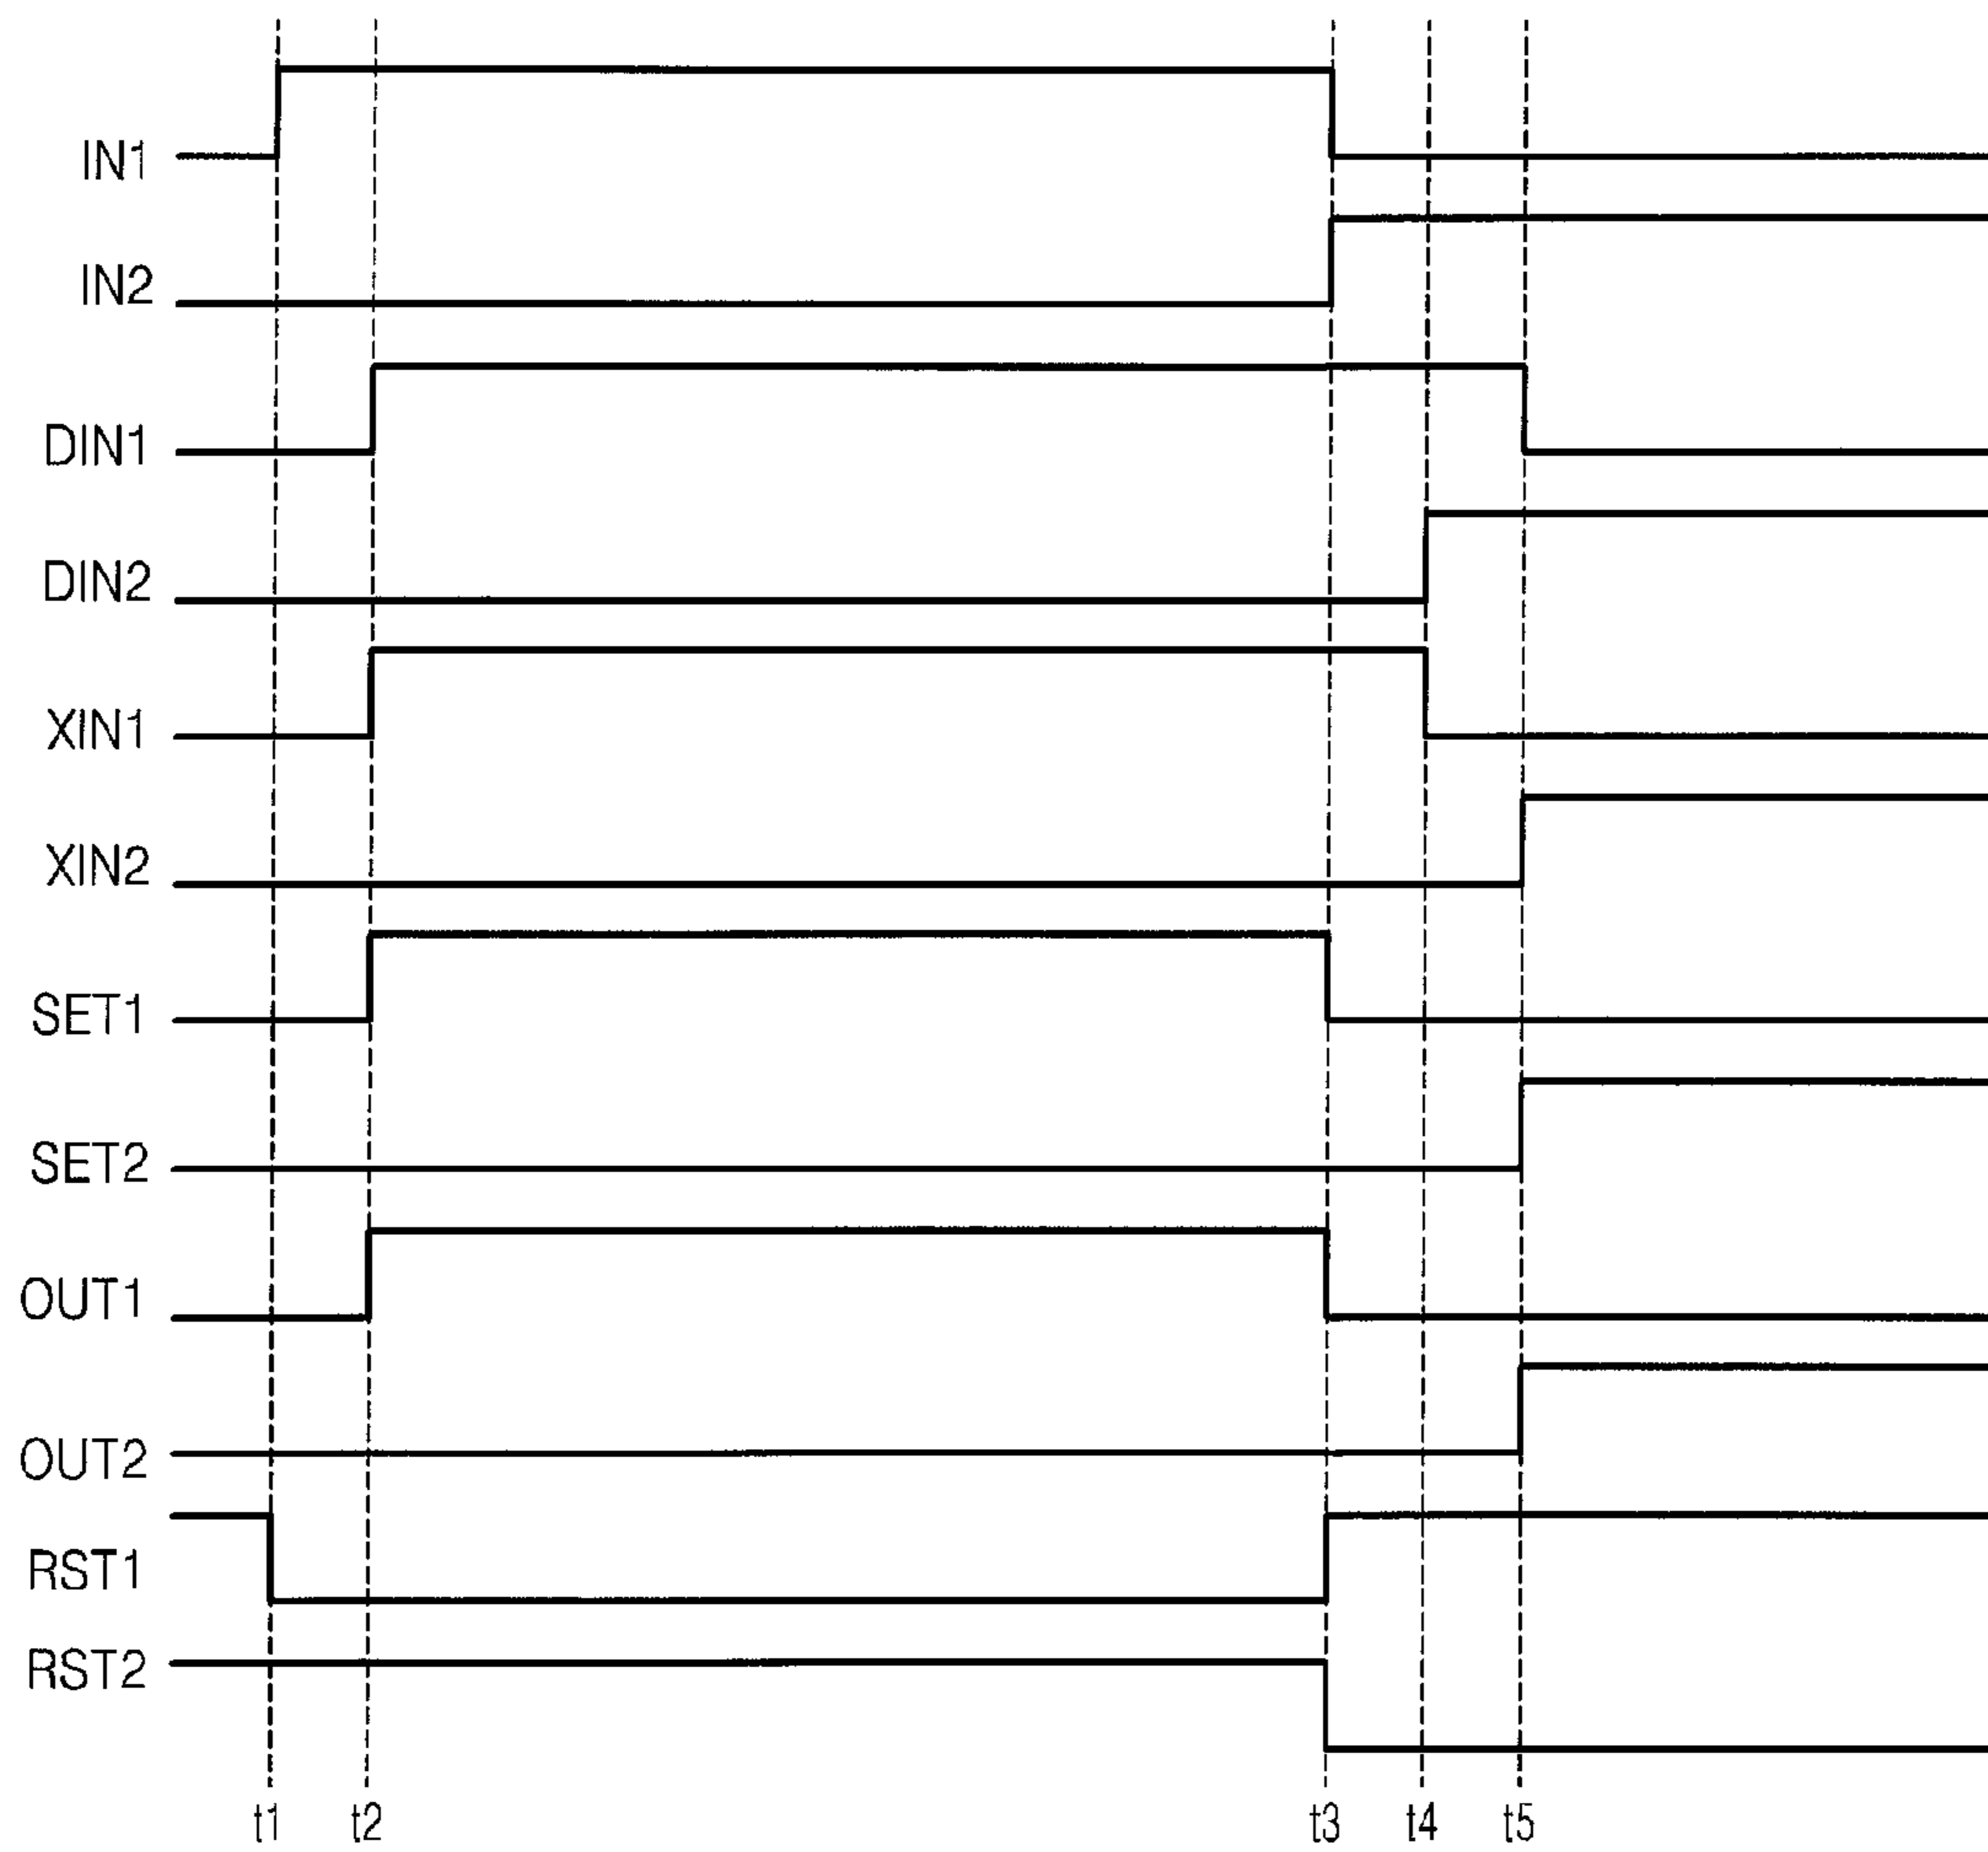 IN1
IN2
DIN1
DIN2
XIN1
XIN2
SET1
SET2
OUT1
OUT2
RST1
RST2
t1 t2 t3 t4 t5